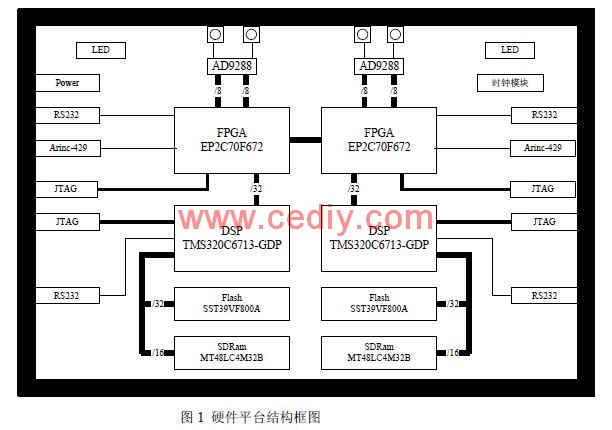 LED
LED
AD9288
AD9288
Power
/8
/8
/8
/8
时钟模块
RS232
FPGA
EP2C70F672
FPGA
EP2C70F672
RS232
Arinc-429
Arinc-429
JTAG
/32
/32
JTAG
JTAG
www.cediy.com
JTAG
DSP
TMS320C6713-GDP
DSP
TMS320C6713-GDP
RS232
RS232
/32
Flash
SST39VF800A
Flash
SST39VF800A
/32
/16
SDRam
MT48LC4M32B
SDRam
MT48LC4M32B
/16
图 1 硬件平台结构框图